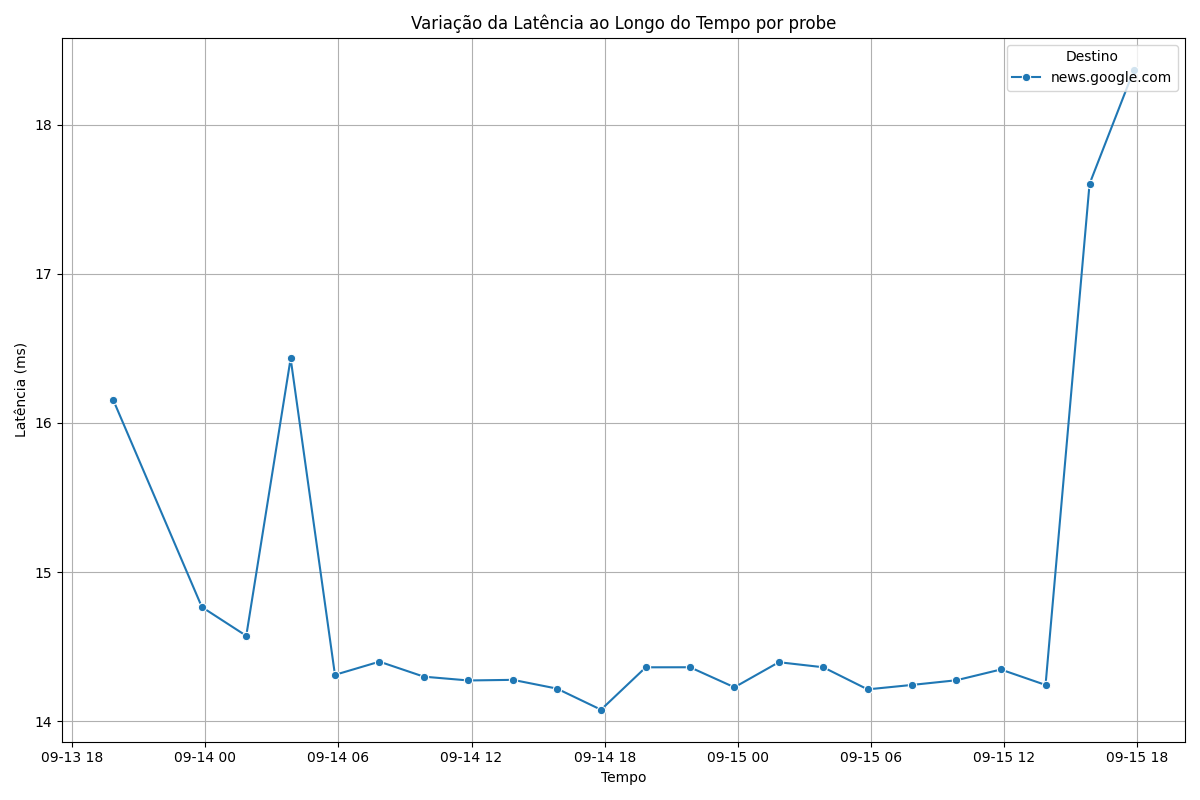 Variação da Latência ao Longo do Tempo por probe
Destino
news.google.com
Latência (ms)
18
17
16
15
14
09-13 18
09-14 00
09-14 06
09-14 12
09-14 18
09-15 00
09-15 06
09-15 12
09-15 18
Tempo